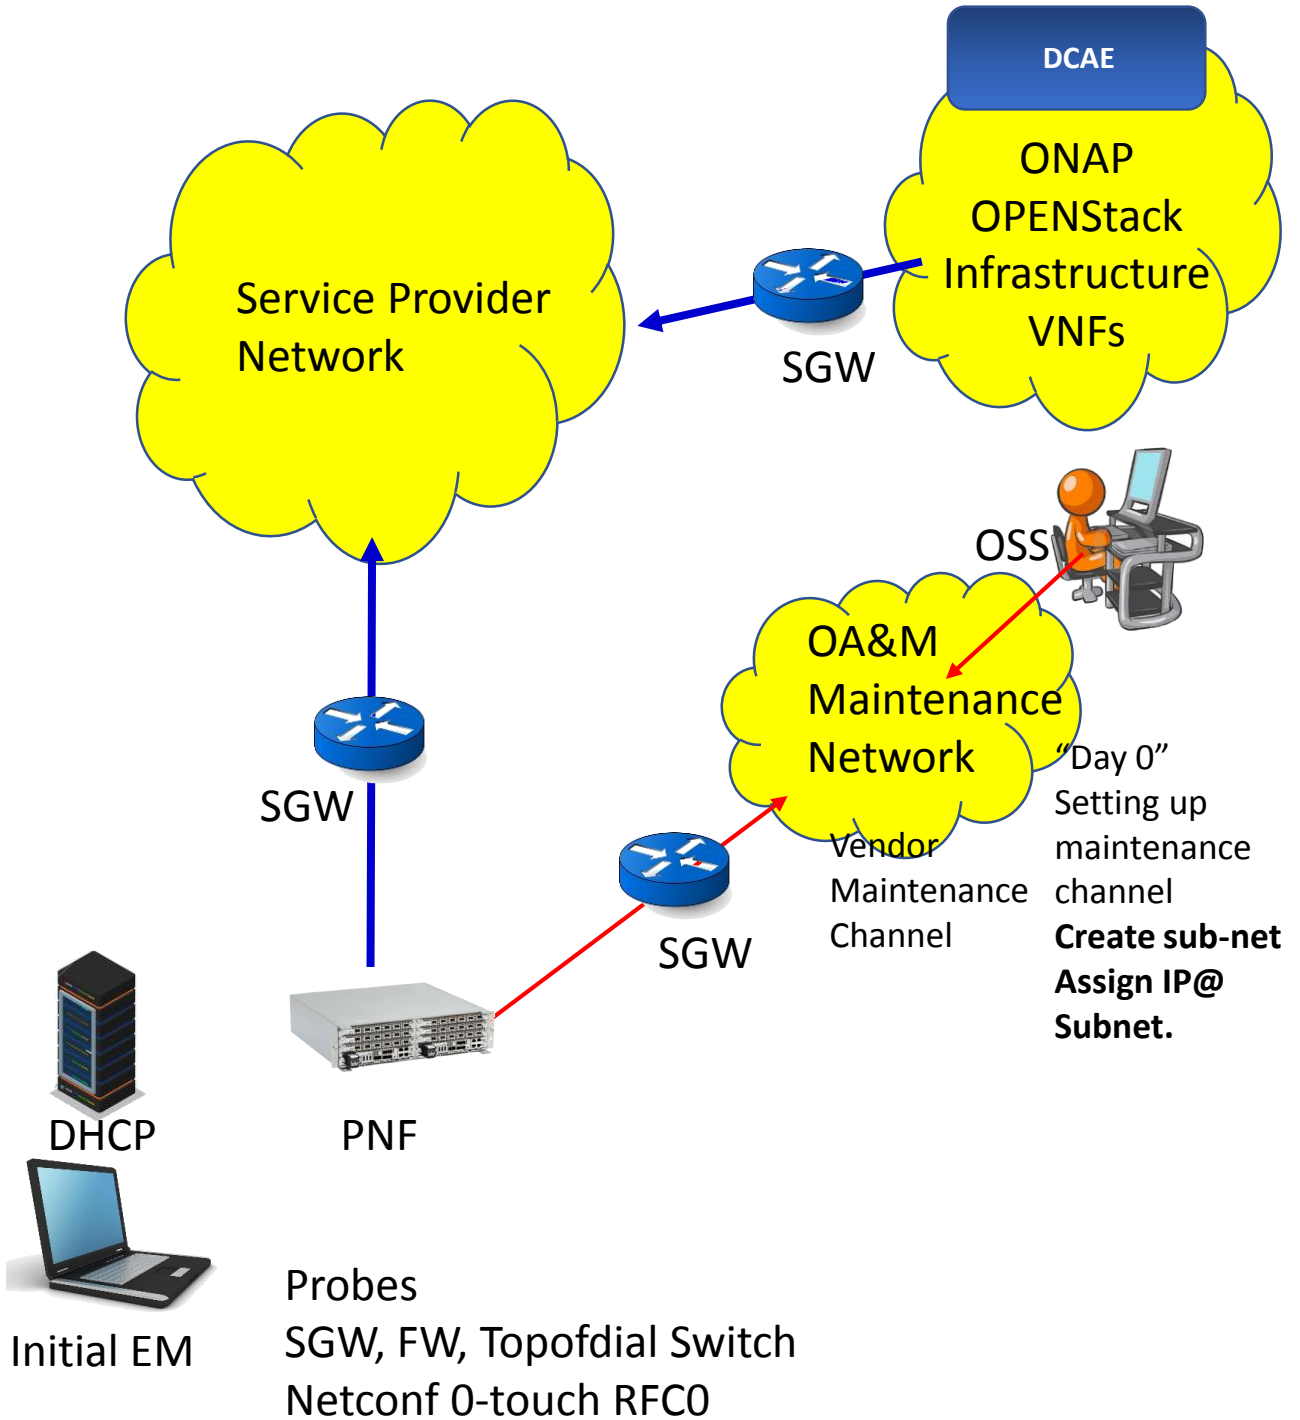 DCAE
ONAP
OPENStack
Infrastructure
VNFs
Service Provider
Network
SGW
OSS
OA&M
Maintenance
Network
"Day 0"
Setting up
maintenance
channel
Create sub-net
Assign IP@
Subnet.
SGW
Vendor
Maintenance
Channel
SGW
DHCP
PNF
Initial EM
Probes
SGW, FW, Topofdial Switch
Netconf 0-touch RFC0